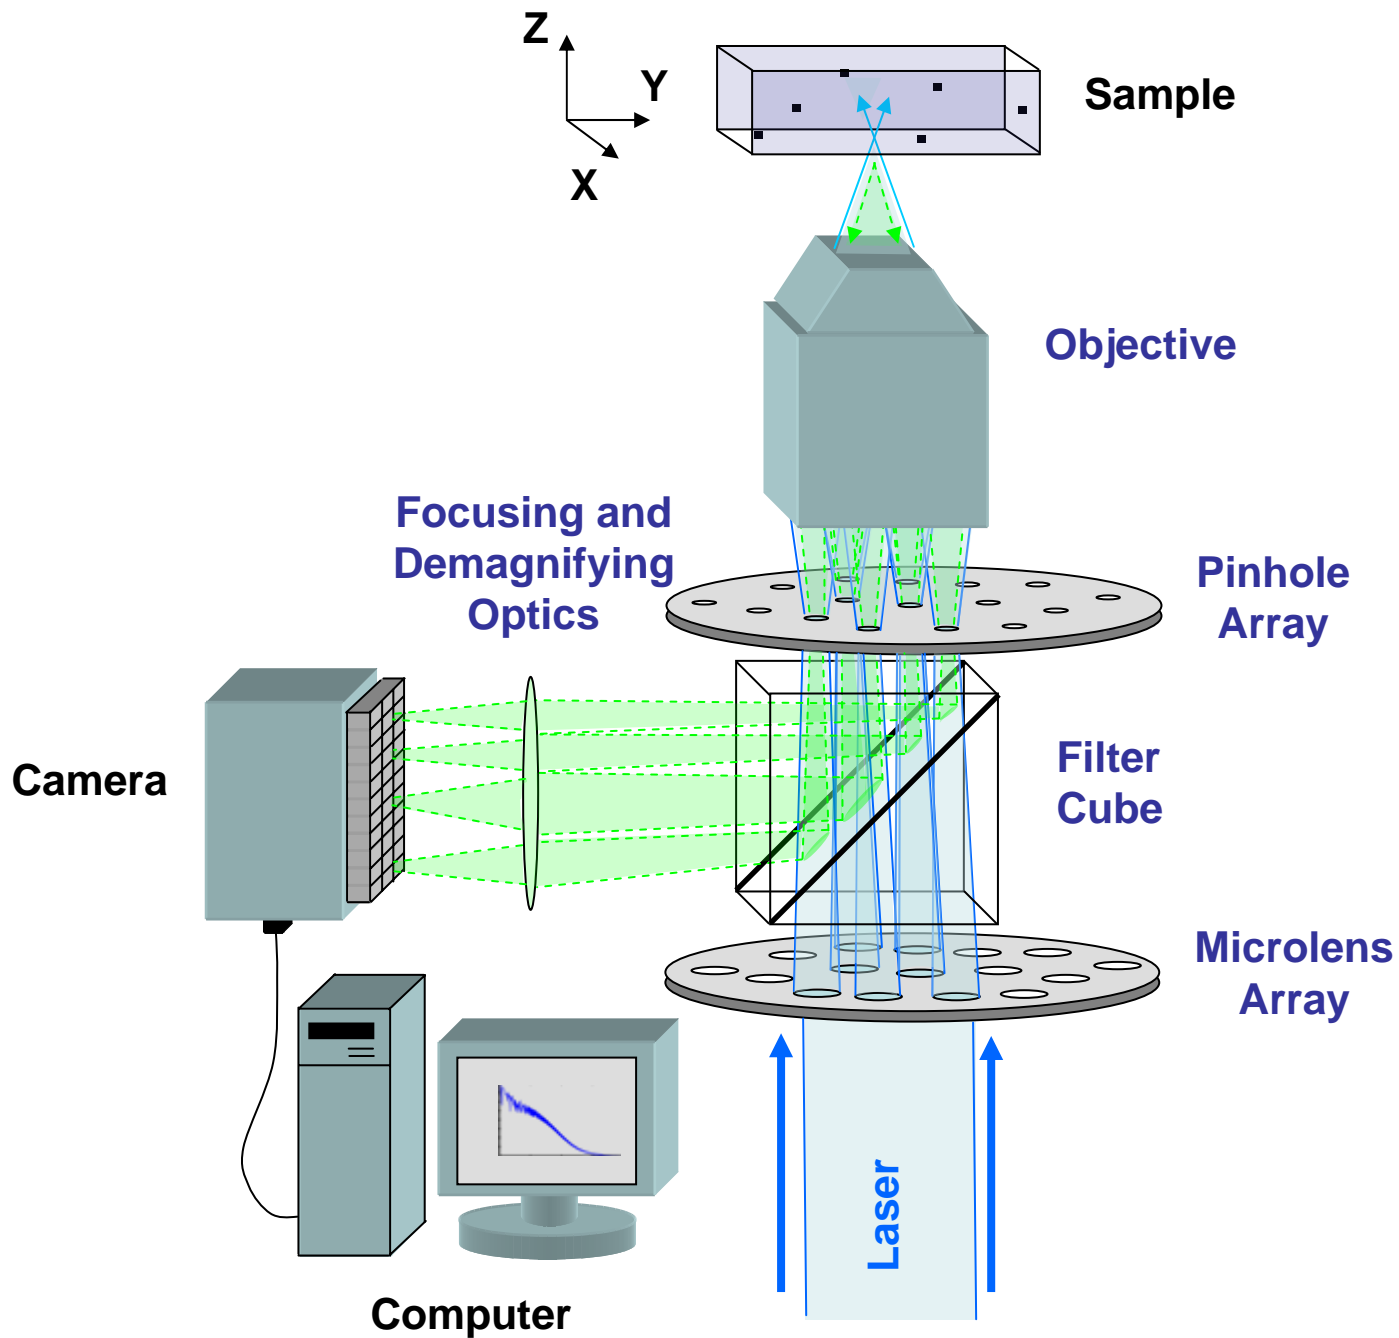 Z
Y
X
Sample
Objective
Focusing and
Demagnifying
Optics
Pinhole
Array
Camera
Filter
Cube
Microlens
Array
Laser
Computer